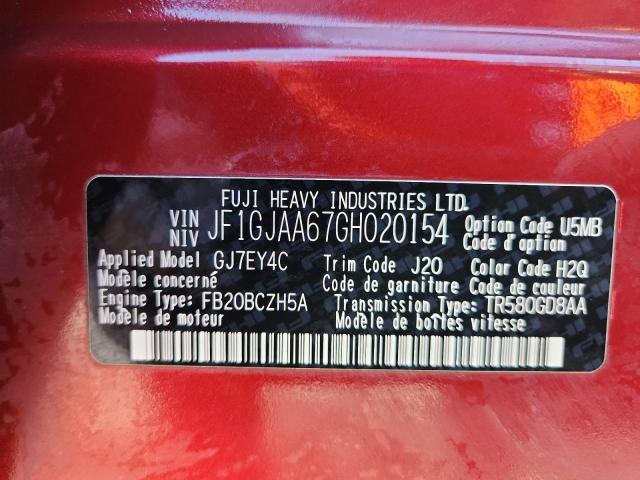 FUJI HEAVY INDUSTRIES LTD.
VIN
NIV JF1GJAA67GH020154 Option Code U5MB
Code d'ajout
Applied Model GJ7EY4C Trim Code J20 Color Code H2Q
Modèle concerné Code de garniture Code de couleur
Engine Type: FB20BCZH5A Transmission Type: TR580GD8AA
Modèle de moteur Modèle de boîtes vitesse